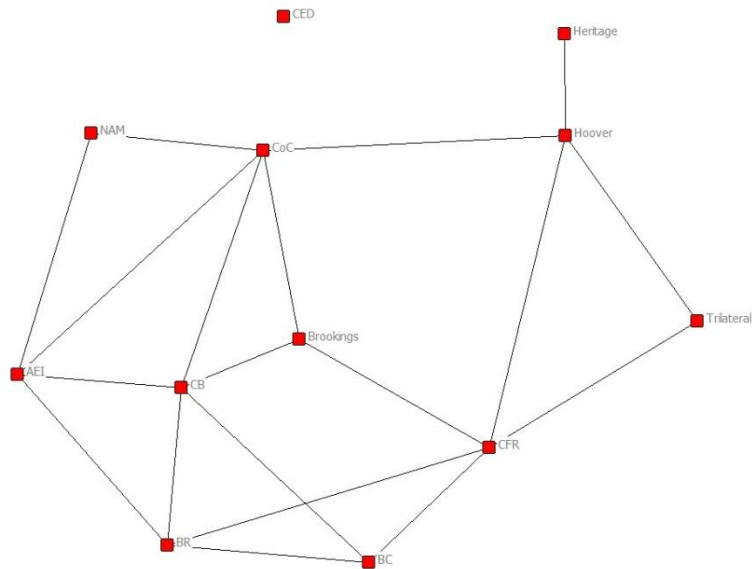 CED
Heritage
NAM
Hoover
CoC
Trilateral
Brookings
AEI
CB
CFR
BR
BC